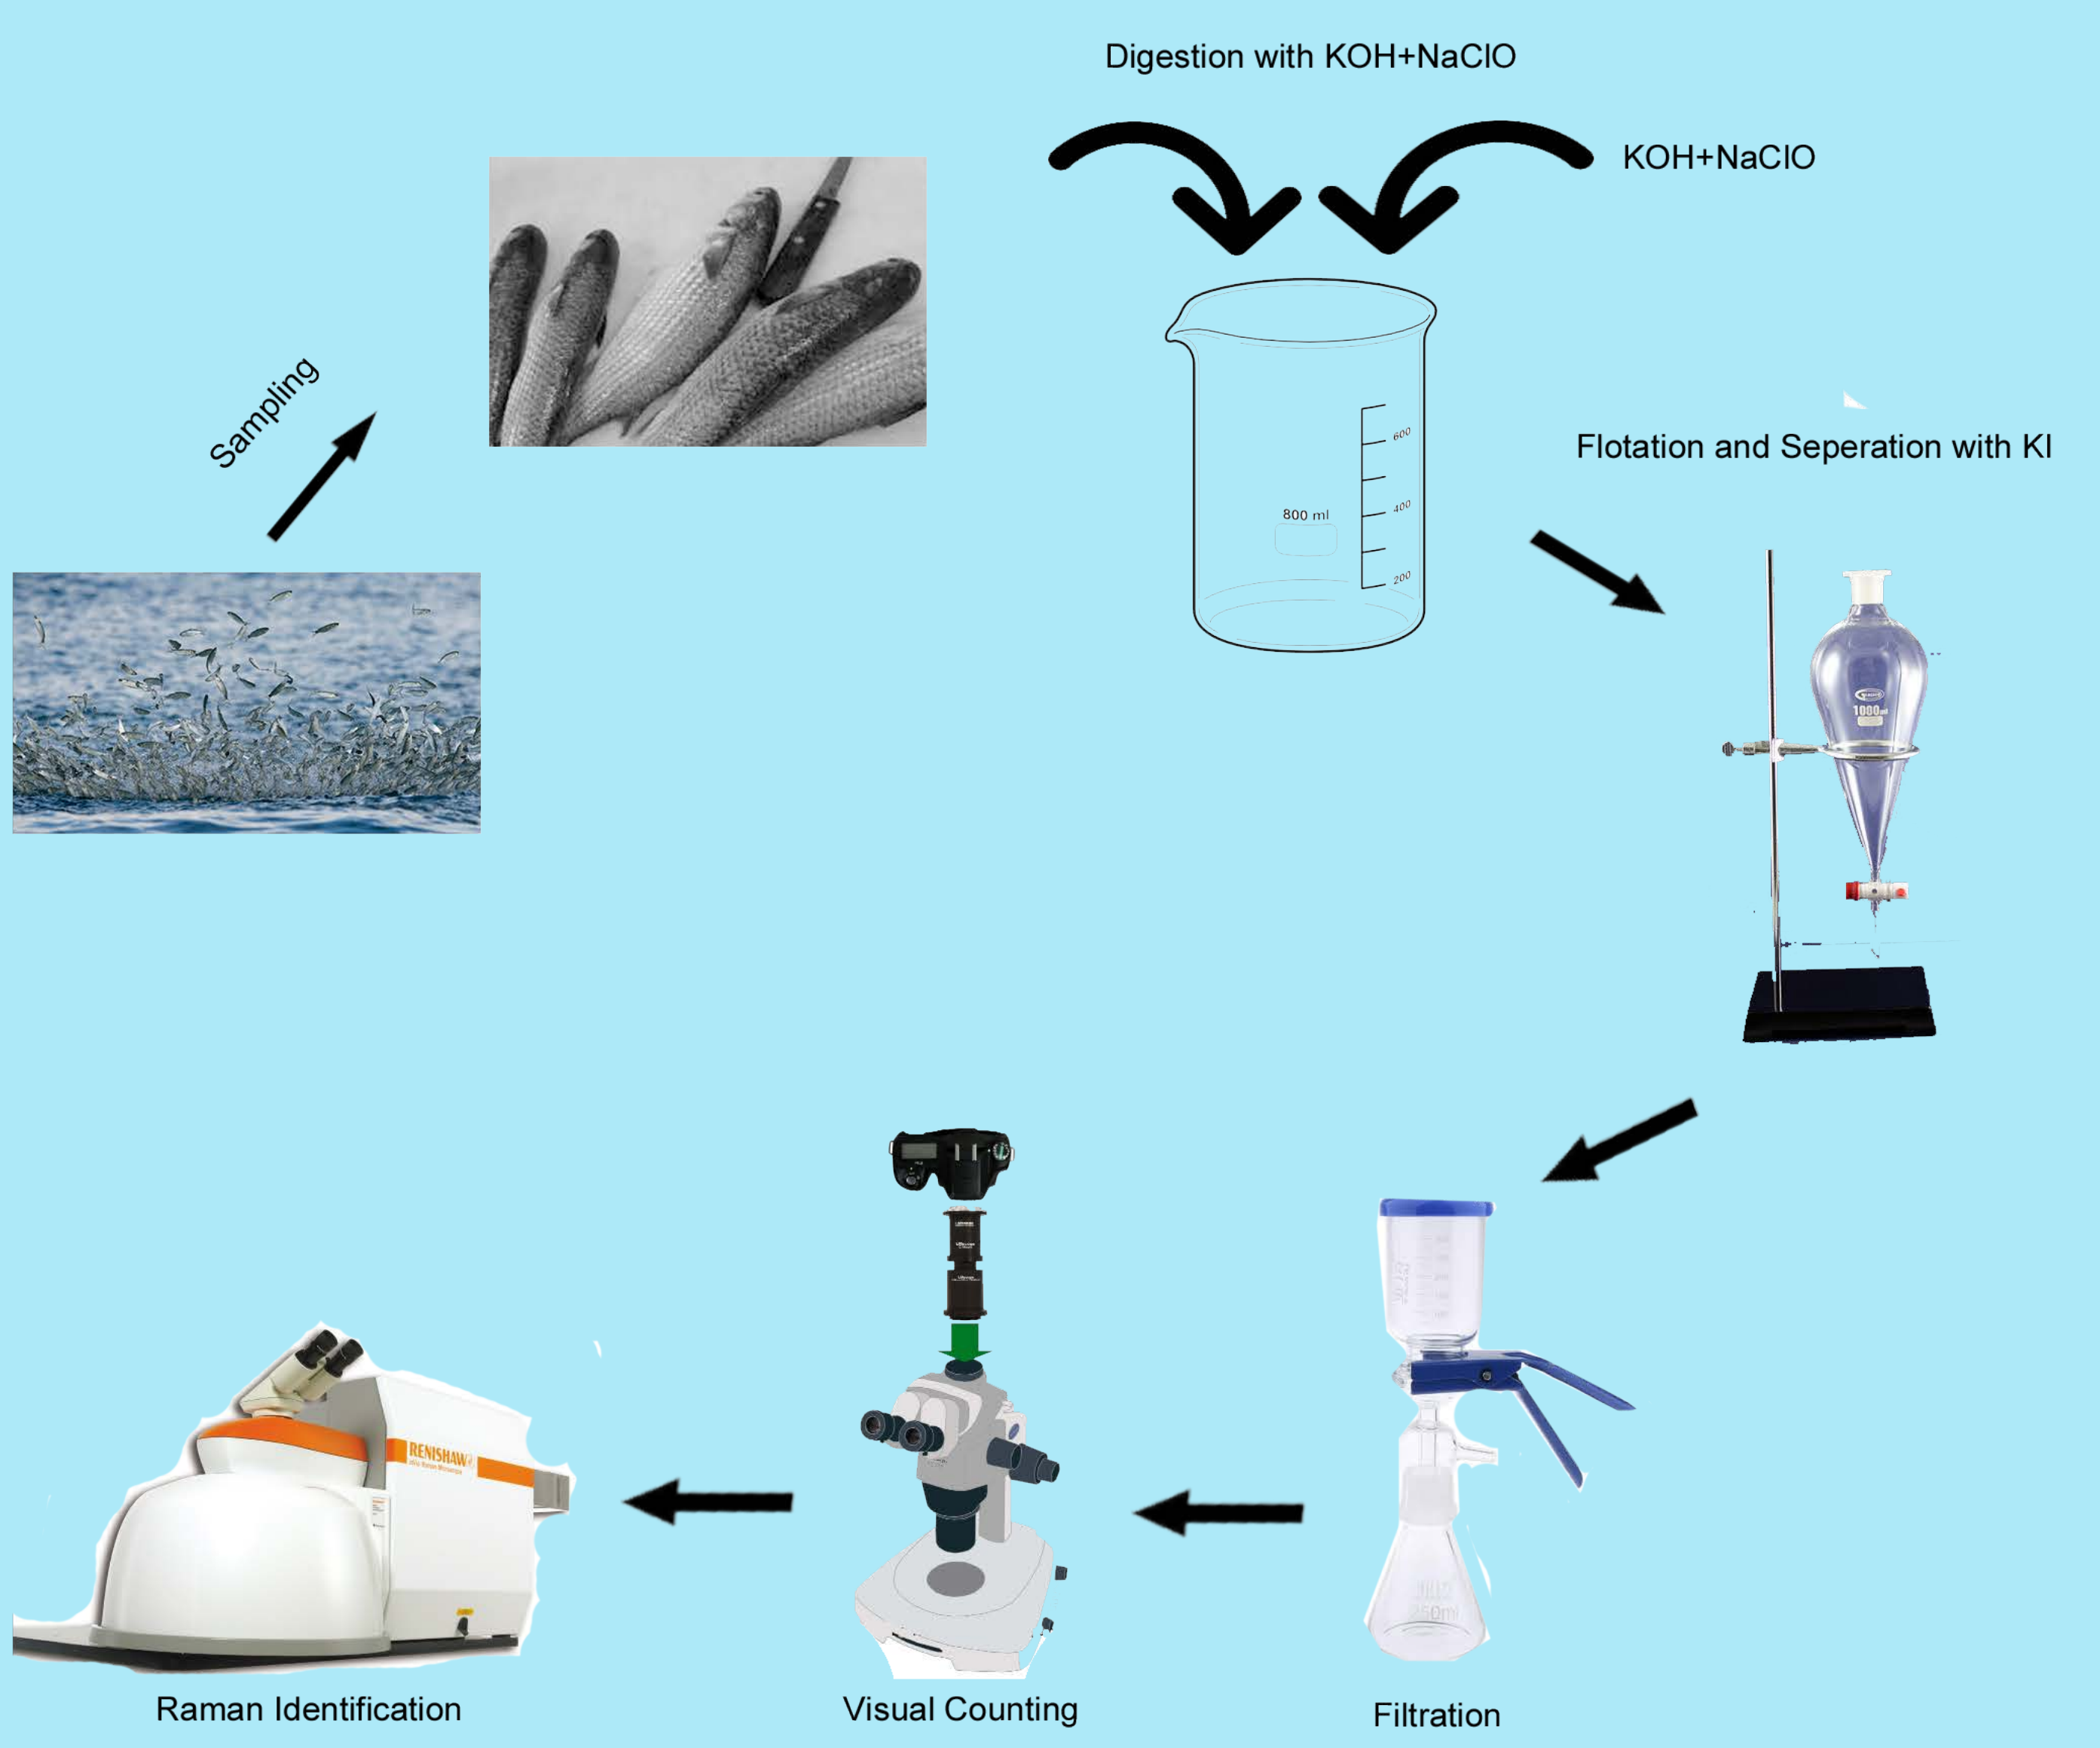 Digestion with KOH+NaClO
KOH+NaClO
Sampling
600
400
800 ml
200
Flotation and Seperation with KI
1000ml
RENISHAW
250ml
Raman Identification
Visual Counting
Filtration